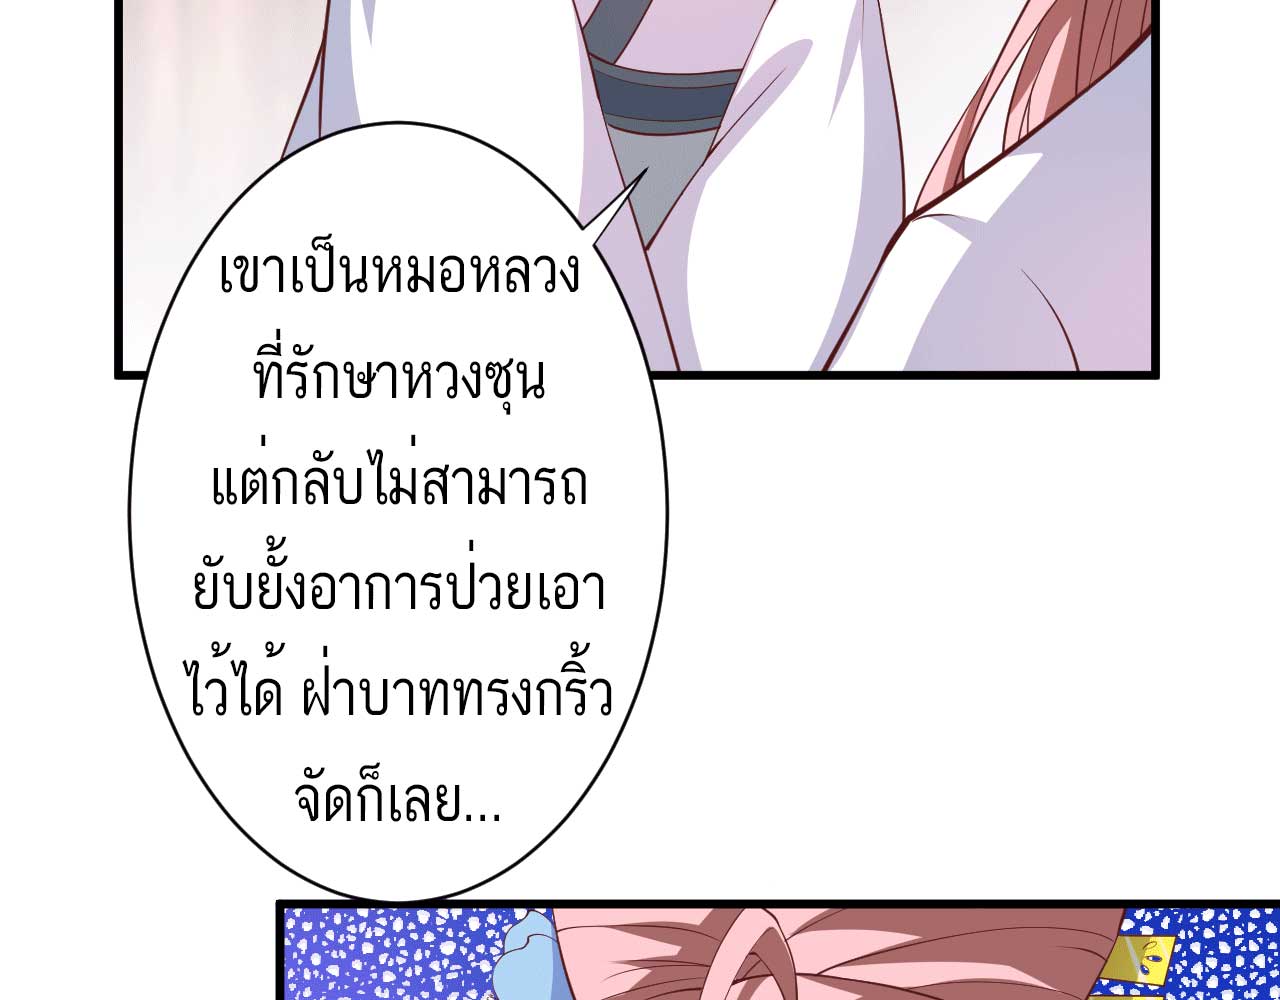 เขาเป็นหมอหลวง
ที่รักษาหวงซุน
แต่กลับไม่สามารถ
ยับยั้งอาการป่วยเอา
ไว้ได้ ฝ่าบาททรงกริ้ว
จัดก็เลย...